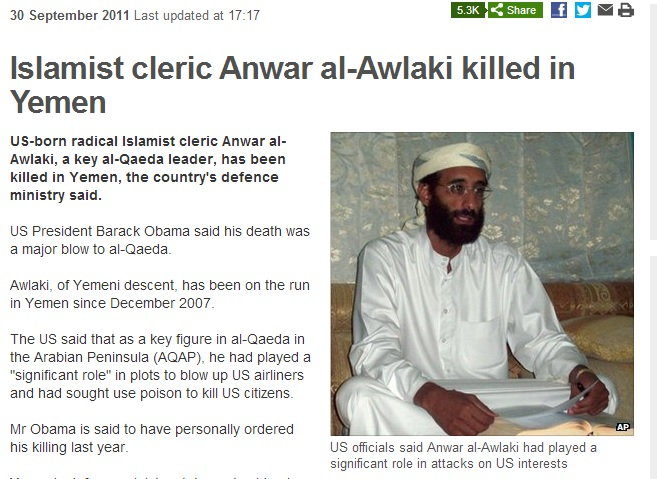 30 September 2011 Last updated at 17:17
5.3K Share
Islamist cleric Anwar al-Awlaki killed in
Yemen
US-born radical Islamist cleric Anwar al-
Awlaki, a key al-Qaeda leader, has been
killed in Yemen, the country's defence
ministry said.
US President Barack Obama said his death was
a major blow to al-Qaeda.
Awlaki, of Yemeni descent, has been on the run
in Yemen since December 2007.
The US said that as a key figure in al-Qaeda in
the Arabian Peninsula (AQAP), he had played a
"significant role" in plots to blow up US airliners
and had sought use poison to kill US citizens.
Mr Obama is said to have personally ordered
his killing last year.
AP
US officials said Anwar al-Awlaki had played a
significant role in attacks on US interests